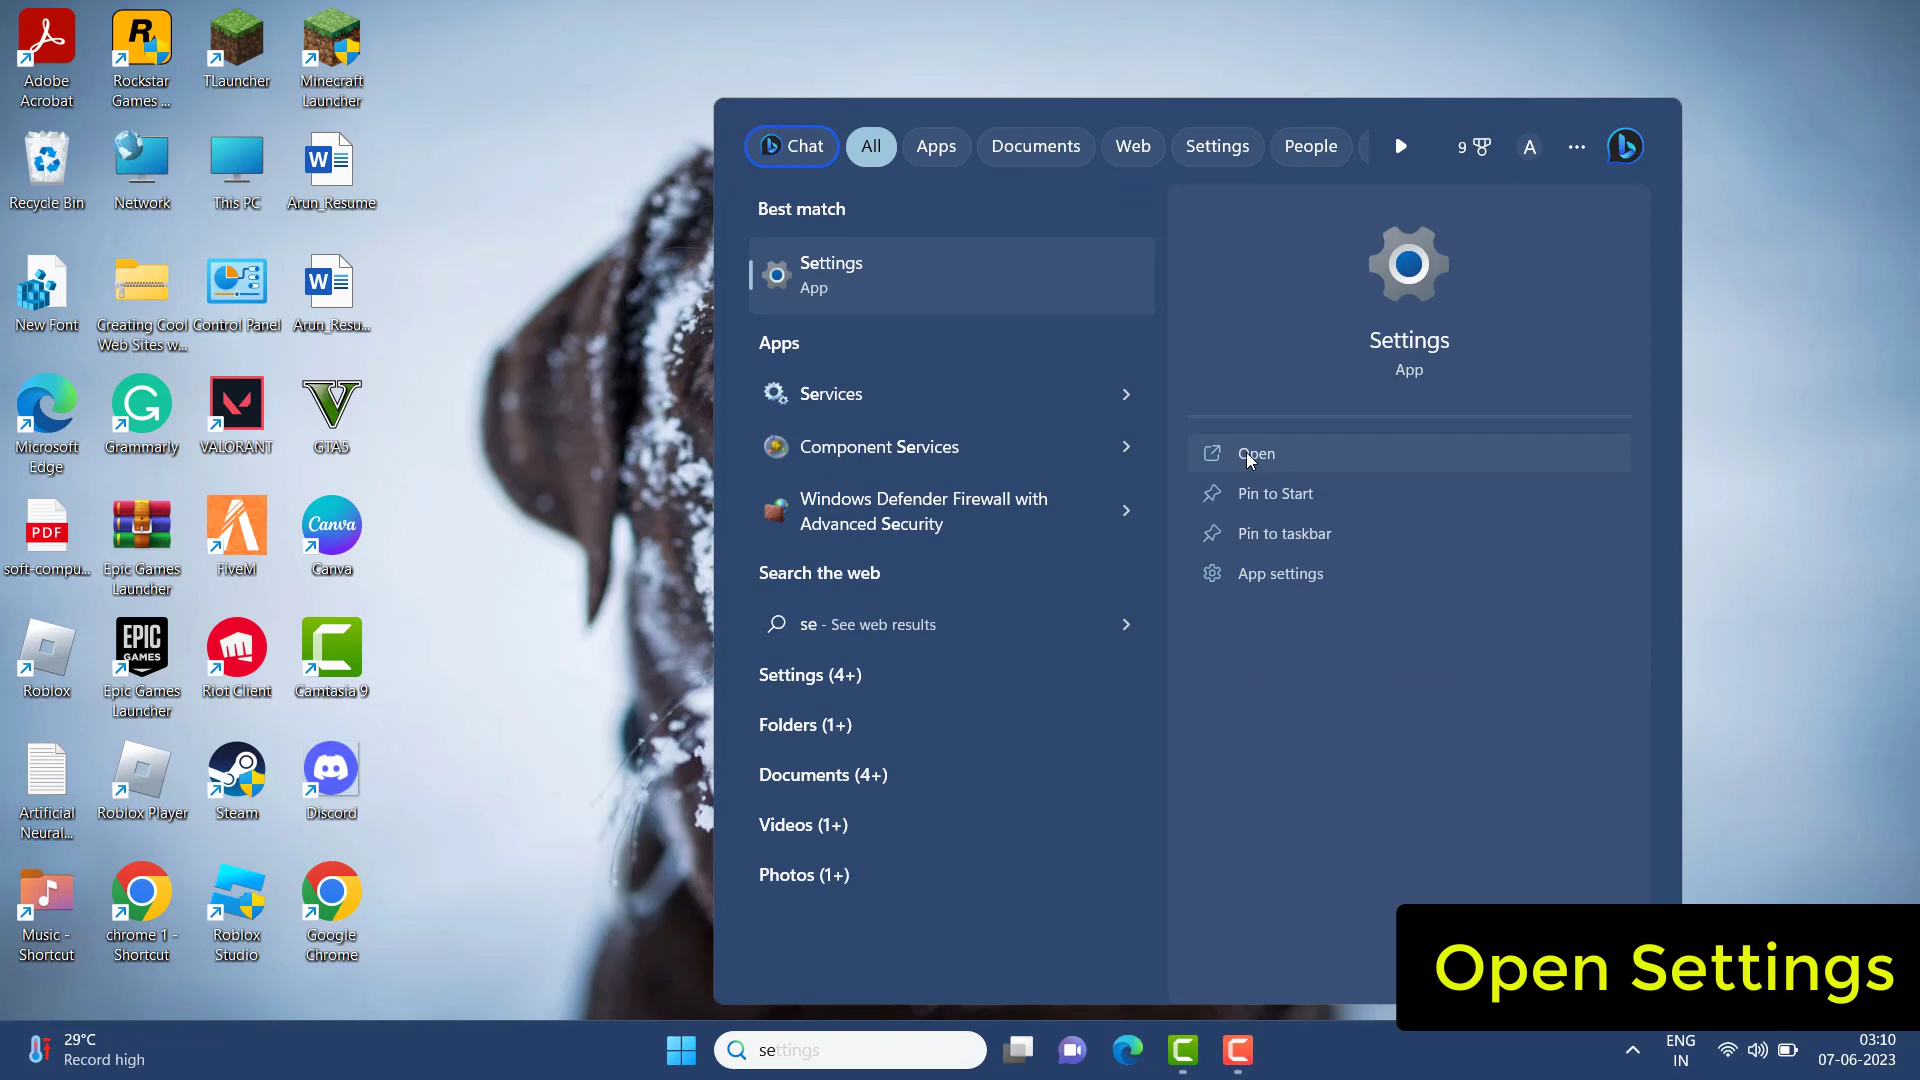 Adobe
Acrobat
Rockstar
Games ...
TLauncher
Minecraft
Launcher
Recycle Bin
Network
This PC
Arun_Resume
New Font
Creating Cool
Web Sites w...
Control Panel
Arun_Resu...
Microsoft
Edge
Grammarly
VALORANT
GTA5
PDF
soft-compu...
Epic Games
Launcher
FiveM
Canva
Canva
Roblox
EPIC
GAMES
Epic Games
Launcher
Riot Client
Camtasia 9
Artificial
Neural...
Roblox Player
Steam
Discord
Music -
Shortcut
chrome 1 -
Shortcut
Roblox
Studio
Google
Chrome
Chat
All
Apps
Documents
Web
Settings
People
9
A
Best match
Settings
App
Apps
Services
Component Services
Windows Defender Firewall with
Advanced Security
Search the web
se - See web results
Settings (4+)
Folders (1+)
Documents (4+)
Videos (1+)
Photos (1+)
Settings
App
Open
Pin to Start
Pin to taskbar
App settings
Open Settings
29°C
Record high
settings
ENG
IN
03:10
07-06-2023